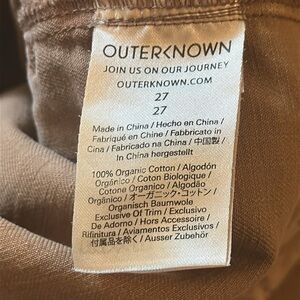 OUTERKNOWN
JOIN US ON OUR JOURNEY
OUTERKNOWN.COM
27
27
Made in China / Hecho en China /
Fabriqué en Chine / Fabbricato in
Cina / Fabricado na China / 中国製 /
In China hergestellt
100% Organic Cotton / Algodón
Orgánico / Coton Biologique /
Cotone Organico / Algodão
Orgânico / オーガニック・コットン /
Organisch Baumwole
Exclusive Of Trim / Exclusivo
De Adorno / Hors Accessoire /
Rifinitura / Aviamentos Exclusivo
付属品を除く / Ausser Zubehör